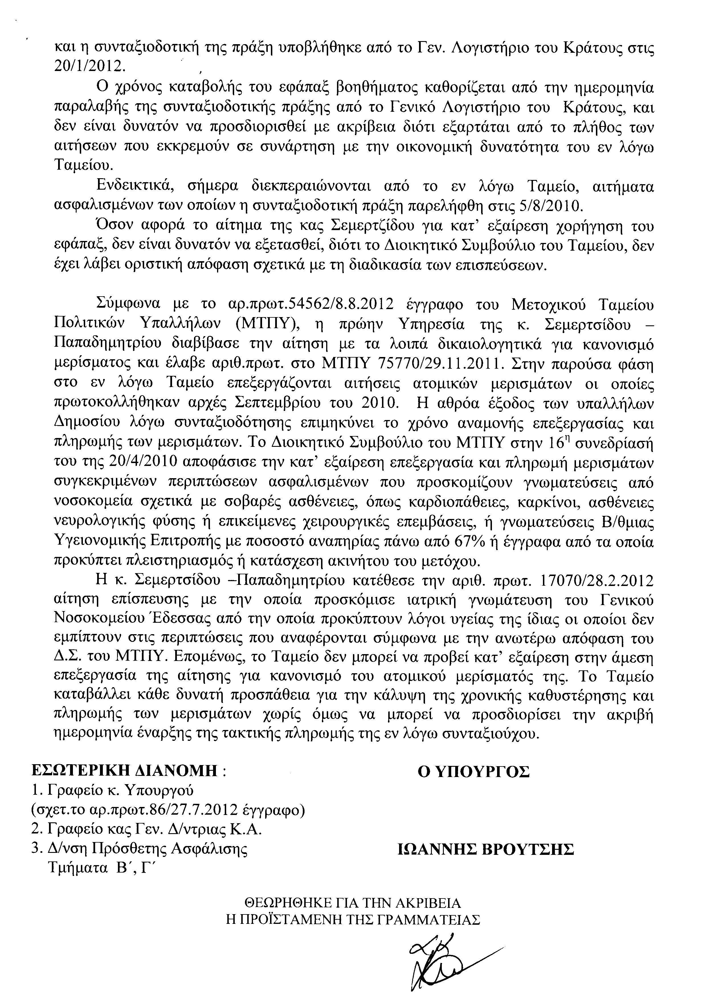 και η συνταξιοδοτική της πράξη υποβλήθηκε από το Γεν. Λογιστήριο του Κράτους στις
20/1/2012.
Ο χρόνος καταβολής του εφάπαξ βοηθήματος καθορίζεται από την ημερομηνία
παραλαβής της συνταξιοδοτικής πράξης από το Γενικό Λογιστήριο του Κράτους, και
δεν είναι δυνατόν να προσδιορισθεί με ακρίβεια διότι εξαρτάται από το πλήθος των
αιτήσεων που εκκρεμούν σε συνάρτηση με την οικονομική δυνατότητα του εν λόγω
Ταμείου.
Ενδεικτικά, σήμερα διεκπεραιώνονται από το εν λόγω Ταμείο, αιτήματα
ασφαλισμένων των οποίων η συνταξιοδοτική πράξη παρελήφθη στις 5/8/2010.
Όσον αφορά το αίτημα της κας Σεμερτζίδου για κατ’ εξαίρεση χορήγηση του
εφάπαξ, δεν είναι δυνατόν να εξετασθεί, διότι το Διοικητικό Συμβούλιο του Ταμείου, δεν
έχει λάβει οριστική απόφαση σχετικά με τη διαδικασία των επισπεύσεων.
Σύμφωνα με το αρ.πρωτ.54562/8.8.2012 έγγραφο του Μετοχικού Ταμείου
Πολιτικών Υπαλλήλων (ΜΤΠΥ), η πρώην Υπηρεσία της κ. Σεμερτσίδου –
Παπαδημητρίου διαβίβασε την αίτηση με τα λοιπά δικαιολογητικά για κανονισμό
μερίσματος και έλαβε αριθ.πρωτ. στο ΜΤΠΥ 75770/29.11.2011. Στην παρούσα φάση
στο εν λόγω Ταμείο επεξεργάζονται αιτήσεις ατομικών μερισμάτων οι οποίες
πρωτοκολλήθηκαν αρχές Σεπτεμβρίου του 2010. Η αθρόα έξοδος των υπαλλήλων
Δημοσίου λόγω συνταξιοδότησης επιμηκύνει το χρόνο αναμονής επεξεργασίας και
πληρωμής των μερισμάτων. Το Διοικητικό Συμβούλιο του ΜΤΠΥ στην 16η συνεδρίασή
του της 20/4/2010 αποφάσισε την κατ’ εξαίρεση επεξεργασία και πληρωμή μερισμάτων
συγκεκριμένων περιπτώσεων ασφαλισμένων που προσκομίζουν γνωματεύσεις από
νοσοκομεία σχετικά με σοβαρές ασθένειες, όπως καρδιοπάθειες, καρκίνοι, ασθένειες
νευρολογικής φύσης ή επικείμενες χειρουργικές επεμβάσεις, ή γνωματεύσεις Β/θμιας
Υγειονομικής Επιτροπής με ποσοστό αναπηρίας πάνω από 67% ή έγγραφα από τα οποία
προκύπτει πλειστηριασμός ή κατάσχεση ακινήτου του μετόχου.
Η κ. Σεμερτσίδου –Παπαδημητρίου κατέθεσε την αριθ. πρωτ. 17070/28.2.2012
αίτηση επίσπευσης με την οποία προσκόμισε ιατρική γνωμάτευση του Γενικού
Νοσοκομείου Έδεσσας από την οποία προκύπτουν λόγοι υγείας της ίδιας οι οποίοι δεν
εμπίπτουν στις περιπτώσεις που αναφέρονται σύμφωνα με την ανωτέρω απόφαση του
Δ.Σ. του ΜΤΠΥ. Επομένως, το Ταμείο δεν μπορεί να προβεί κατ’ εξαίρεση στην άμεση
επεξεργασία της αίτησης για κανονισμό του ατομικού μερίσματός της. Το Ταμείο
καταβάλλει κάθε δυνατή προσπάθεια για την κάλυψη της χρονικής καθυστέρησης και
πληρωμής των μερισμάτων χωρίς όμως να μπορεί να προσδιορίσει την ακριβή
ημερομηνία έναρξης της τακτικής πληρωμής της εν λόγω συνταξιούχου.
ΕΣΩΤΕΡΙΚΗ ΔΙΑΝΟΜΗ :
1. Γραφείο κ. Υπουργού
(σχετ.το αρ.πρωτ.86/27.7.2012 έγγραφο)
2. Γραφείο κας Γεν. Δ/ντριας Κ.Α.
3. Δ/νση Πρόσθετης Ασφάλισης
Τμήματα Β΄, Γ΄
Ο ΥΠΟΥΡΓΟΣ
ΙΩΑΝΝΗΣ ΒΡΟΥΤΣΗΣ
ΘΕΩΡΗΘΗΚΕ ΓΙΑ ΤΗΝ ΑΚΡΙΒΕΙΑ
Η ΠΡΟΪΣΤΑΜΕΝΗ ΤΗΣ ΓΡΑΜΜΑΤΕΙΑΣ